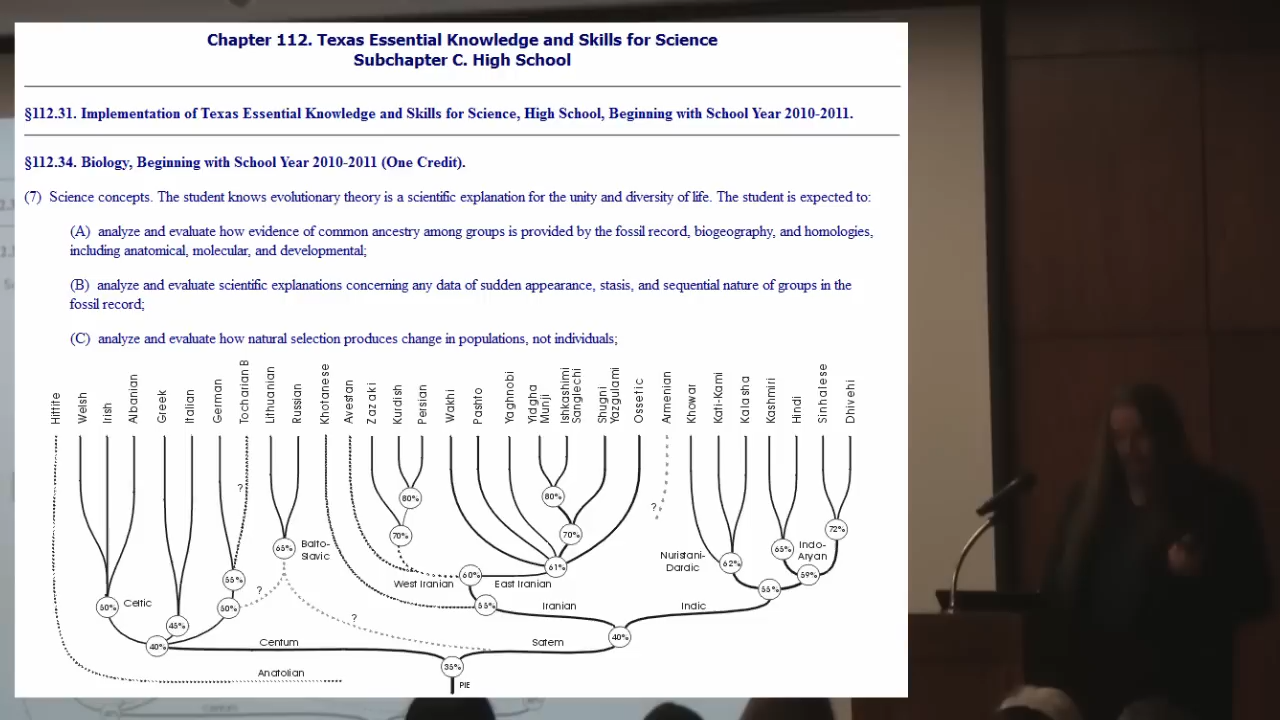 Chapter 112. Texas Essential Knowledge and Skills for Science
Subchapter C. High School
§112.31. Implementation of Texas Essential Knowledge and Skills for Science, High School, Beginning with School Year 2010-2011.
§112.34. Biology, Beginning with School Year 2010-2011 (One Credit).
(7) Science concepts. The student knows evolutionary theory is a scientific explanation for the unity and diversity of life. The student is expected to:
(A) analyze and evaluate how evidence of common ancestry among groups is provided by the fossil record, biogeography, and homologies,
including anatomical, molecular, and developmental;
(B) analyze and evaluate scientific explanations concerning any data of sudden appearance, stasis, and sequential nature of groups in the
fossil record;
(C) analyze and evaluate how natural selection produces change in populations, not individuals;
Hittite
Welsh
Irish
Albanian
Greek
Italian
German
Tocharian B
Lithuanian
Russian
Khotanese
Avestan
Zazaki
Kurdish
Persian
Wakhi
Pashto
Yaghnobi
Yidgha
Munji
Ishkashimi
Sanglechi
Shugni
Yazgulami
Ossetic
Armenian
Khowar
Kati-Kami
Kalasha
Kashmiri
Hindi
Sinhalese
Dhivehi
?
80%
80%
?
72%
70%
70%
65%
Balto-
Slavic
Nuristani-
Dardic
62%
65%
Indo-
Aryan
55%
West Iranian
60%
East Iranian
61%
59%
?
55%
50%
Celtic
50%
55%
Iranian
Indic
45%
?
40%
40%
Centum
Satem
35%
Anatolian
PIE